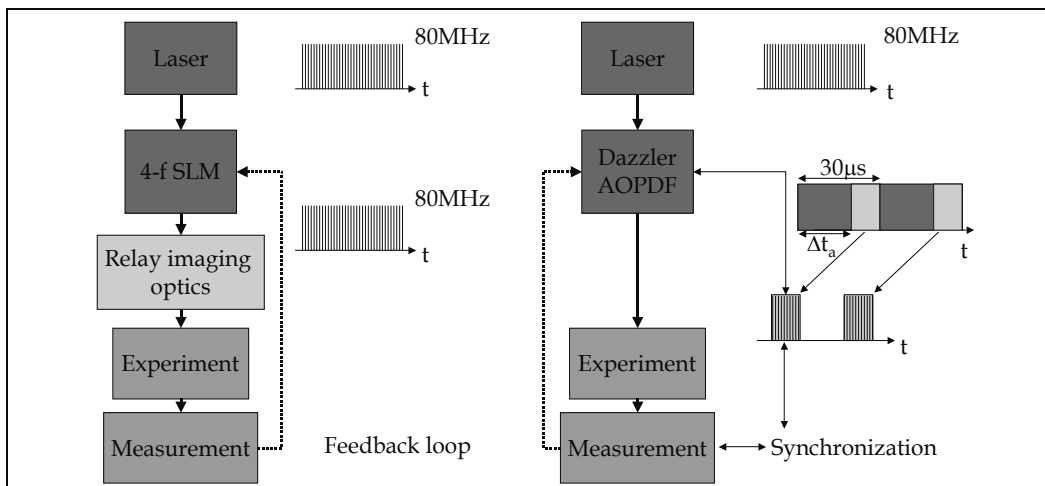 Laser
80MHz
t
4-f SLM
80MHz
t
Relay imaging
optics
Experiment
Measurement
Feedback loop
Laser
80MHz
t
Dazzler
AOPDF
30μs
Δta
t
t
Experiment
Measurement
Synchronization